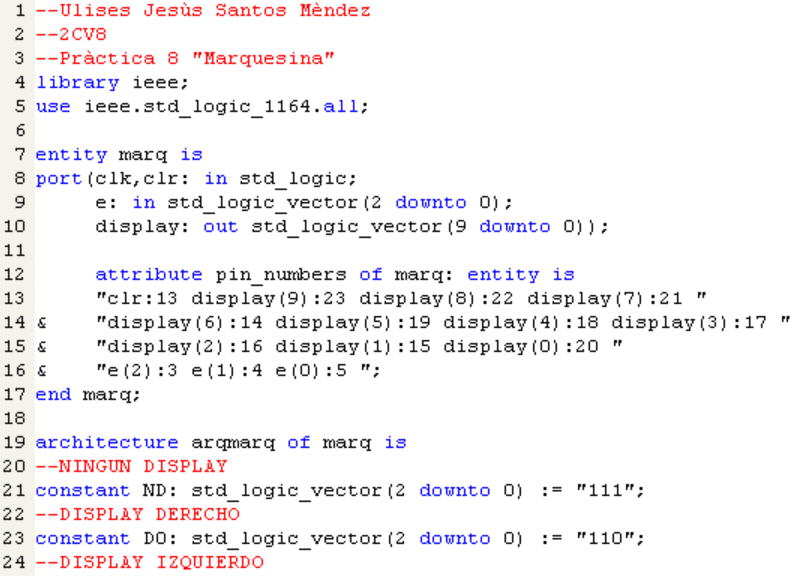 1 --Ulises Jesùs Santos Mèndez
2 --2CV8
3 --Pràctica 8 "Marquesina"
4 library ieee;
5 use ieee.std_logic_1164.all;
6
7 entity marq is
8 port(clk,clr: in std_logic;
9 e: in std_logic_vector(2 downto 0);
10 display: out std_logic_vector(9 downto 0));
11
12 attribute pin_numbers of marq: entity is
13 "clr:13 display(9):23 display(8):22 display(7):21 "
14 & "display(6):14 display(5):19 display(4):18 display(3):17 "
15 & "display(2):16 display(1):15 display(0):20 "
16 & "e(2):3 e(1):4 e(0):5 ";
17 end marq;
18
19 architecture arqmarq of marq is
20 --NINGUN DISPLAY
21 constant ND: std_logic_vector(2 downto 0) := "111";
22 --DISPLAY DERECHO
23 constant D0: std_logic_vector(2 downto 0) := "110";
24 --DISPLAY IZQUIERDO